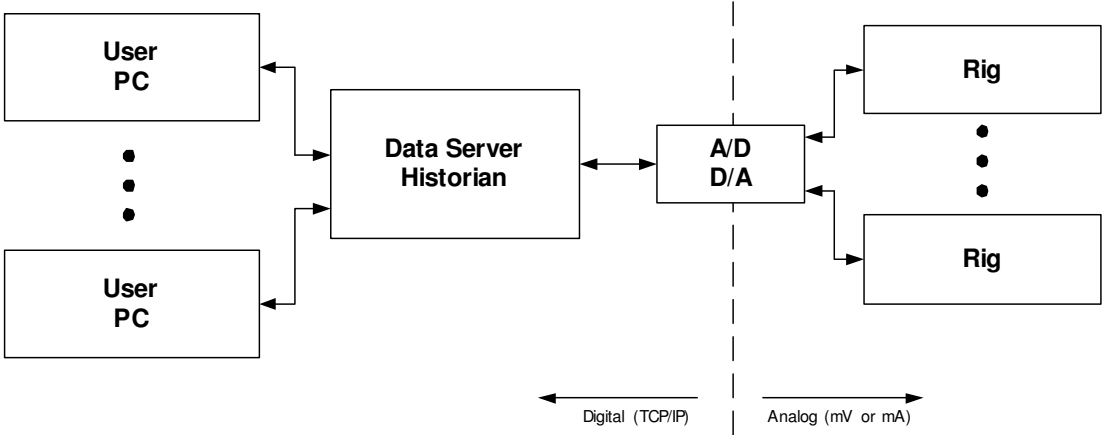 User
PC
Data Server
Historian
A/D
D/A
Rig
User
PC
Rig
Digital (TCP/IP)
Analog (mV or mA)